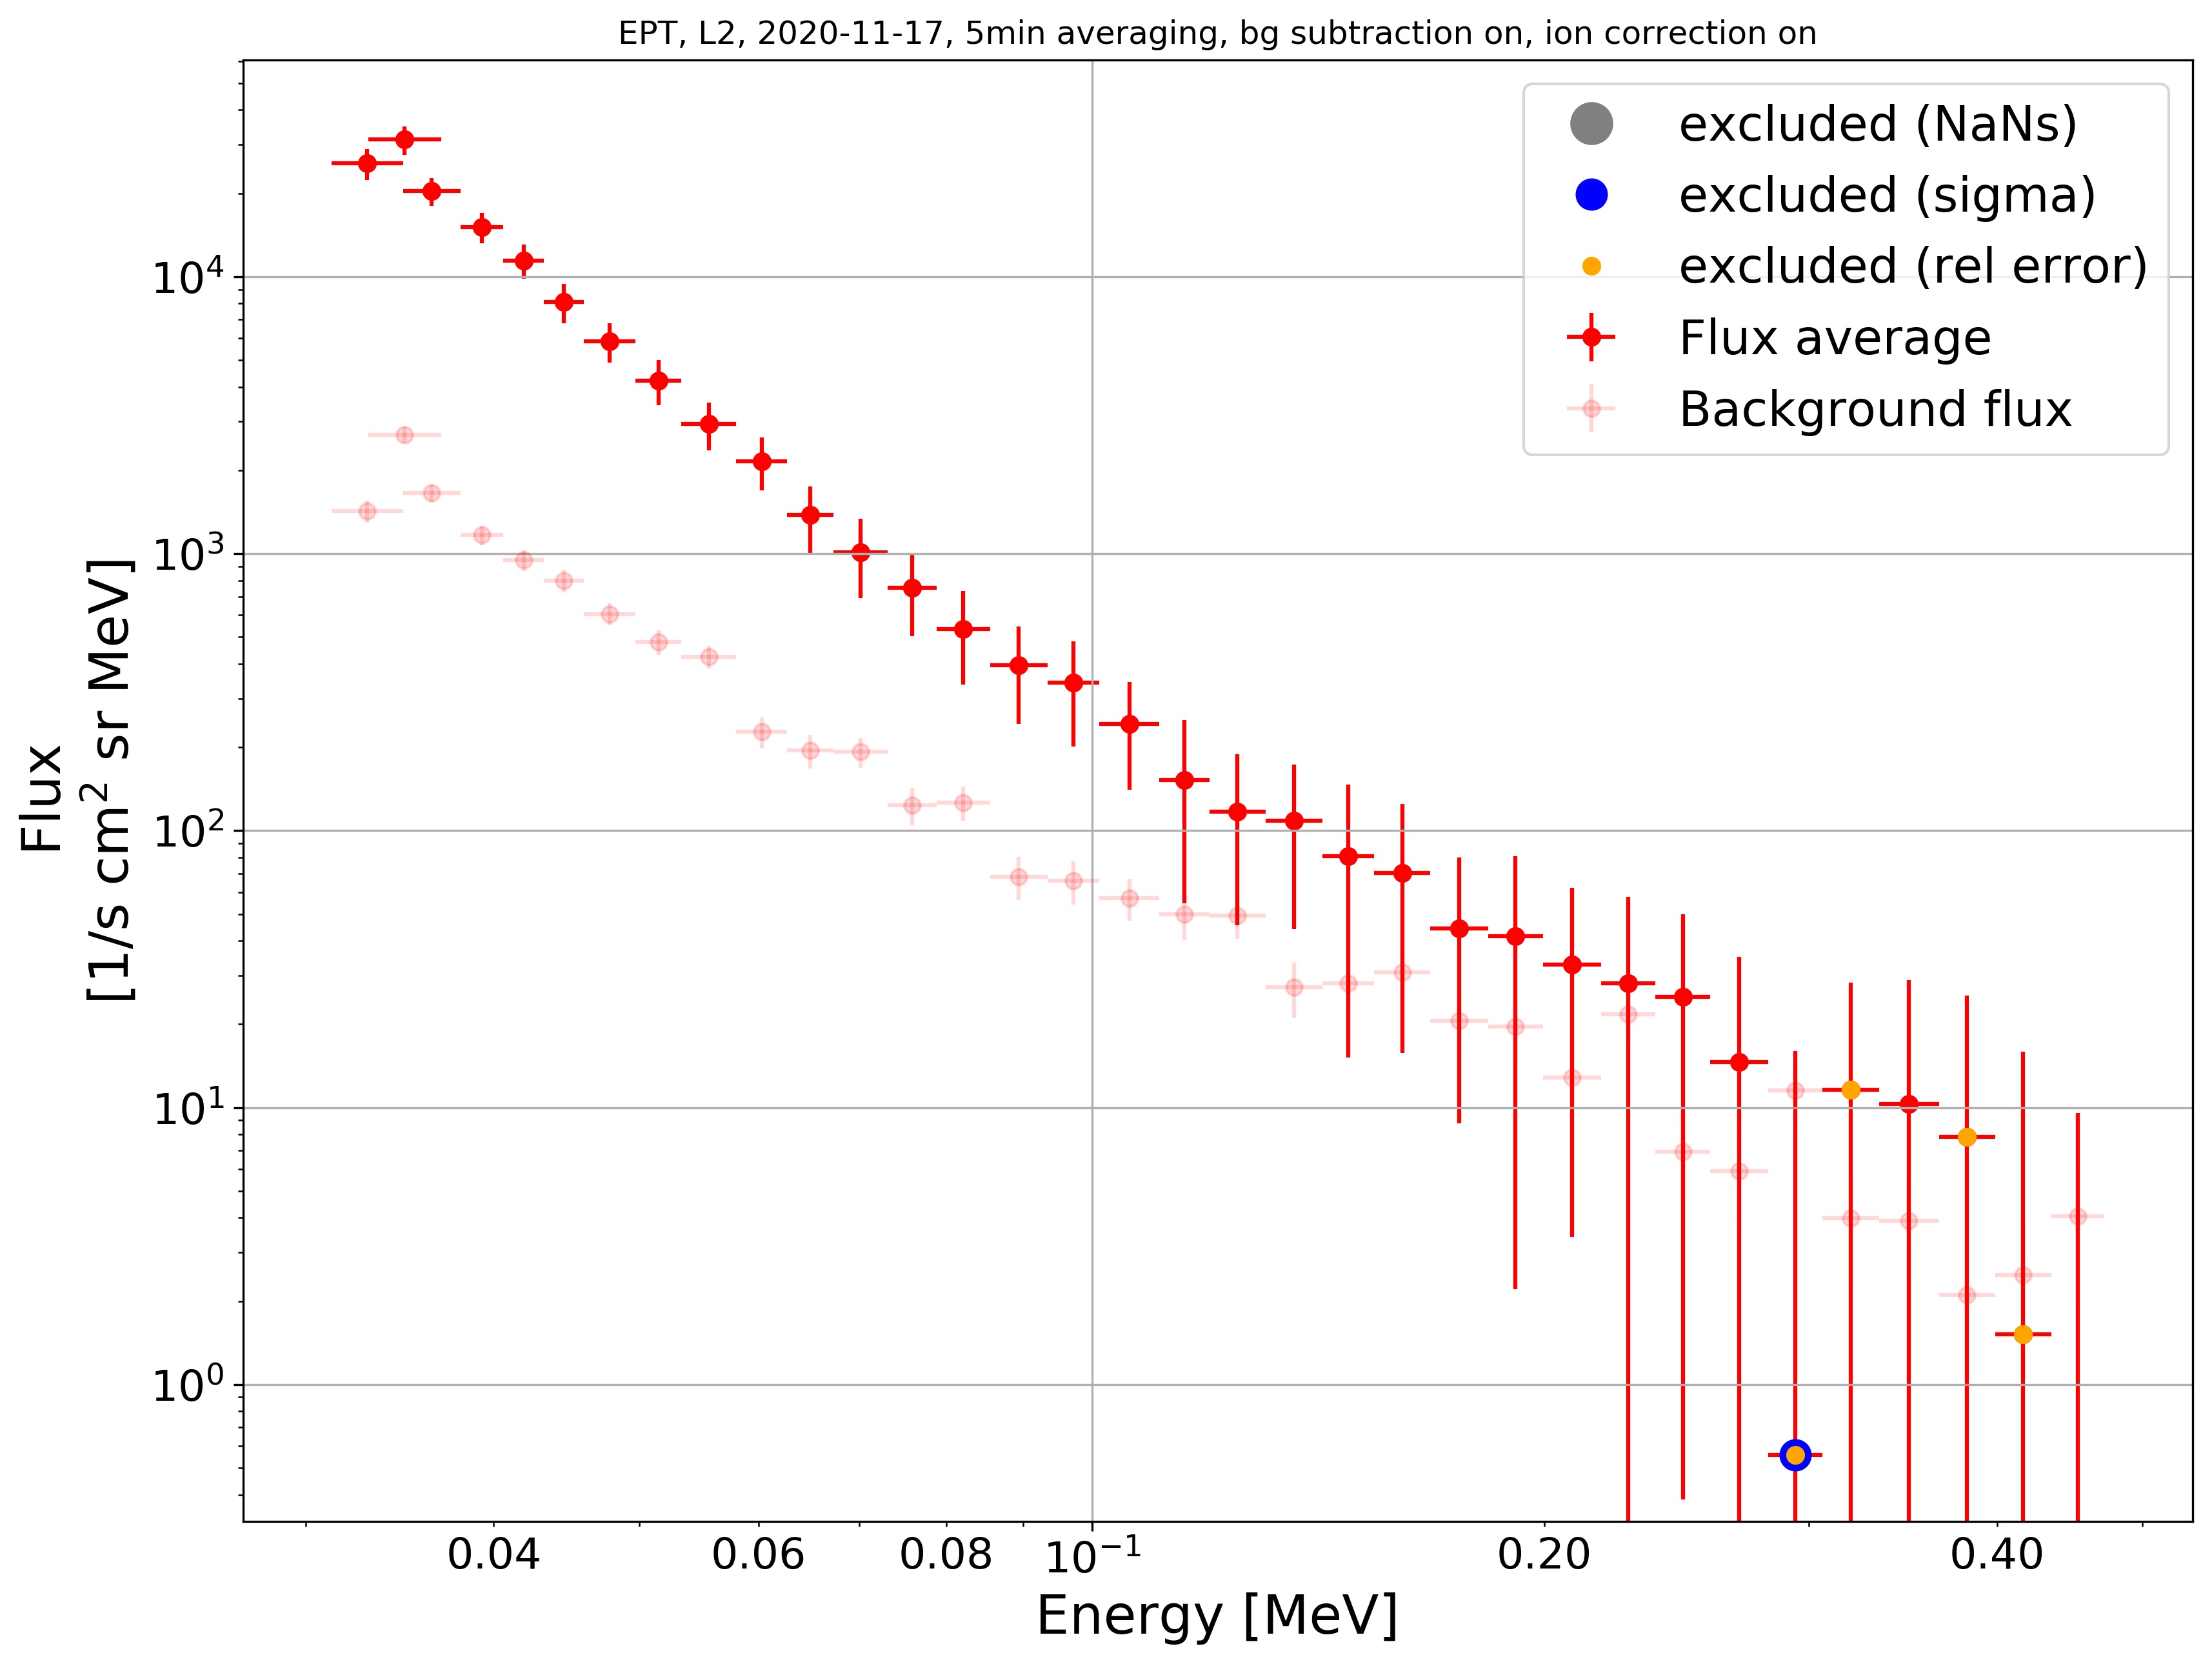 EPT, L2, 2020-11-17, 5min averaging, bg subtraction on, ion correction on
excluded (NaNs)
excluded (sigma)
excluded (rel error)
Flux average
Background flux
10⁴
10³
10²
10¹
10⁰
Flux
[1/s cm² sr MeV]
0.04
0.06
0.08
10⁻¹
0.20
0.40
Energy [MeV]